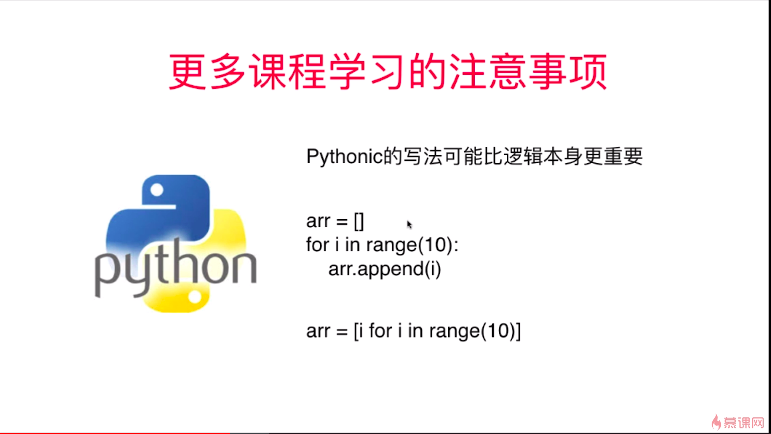 更多课程学习的注意事项
Pythonic的写法可能比逻辑本身更重要
arr = []
for i in range(10):
    arr.append(i)
arr = [i for i in range(10)]
python
慕课网